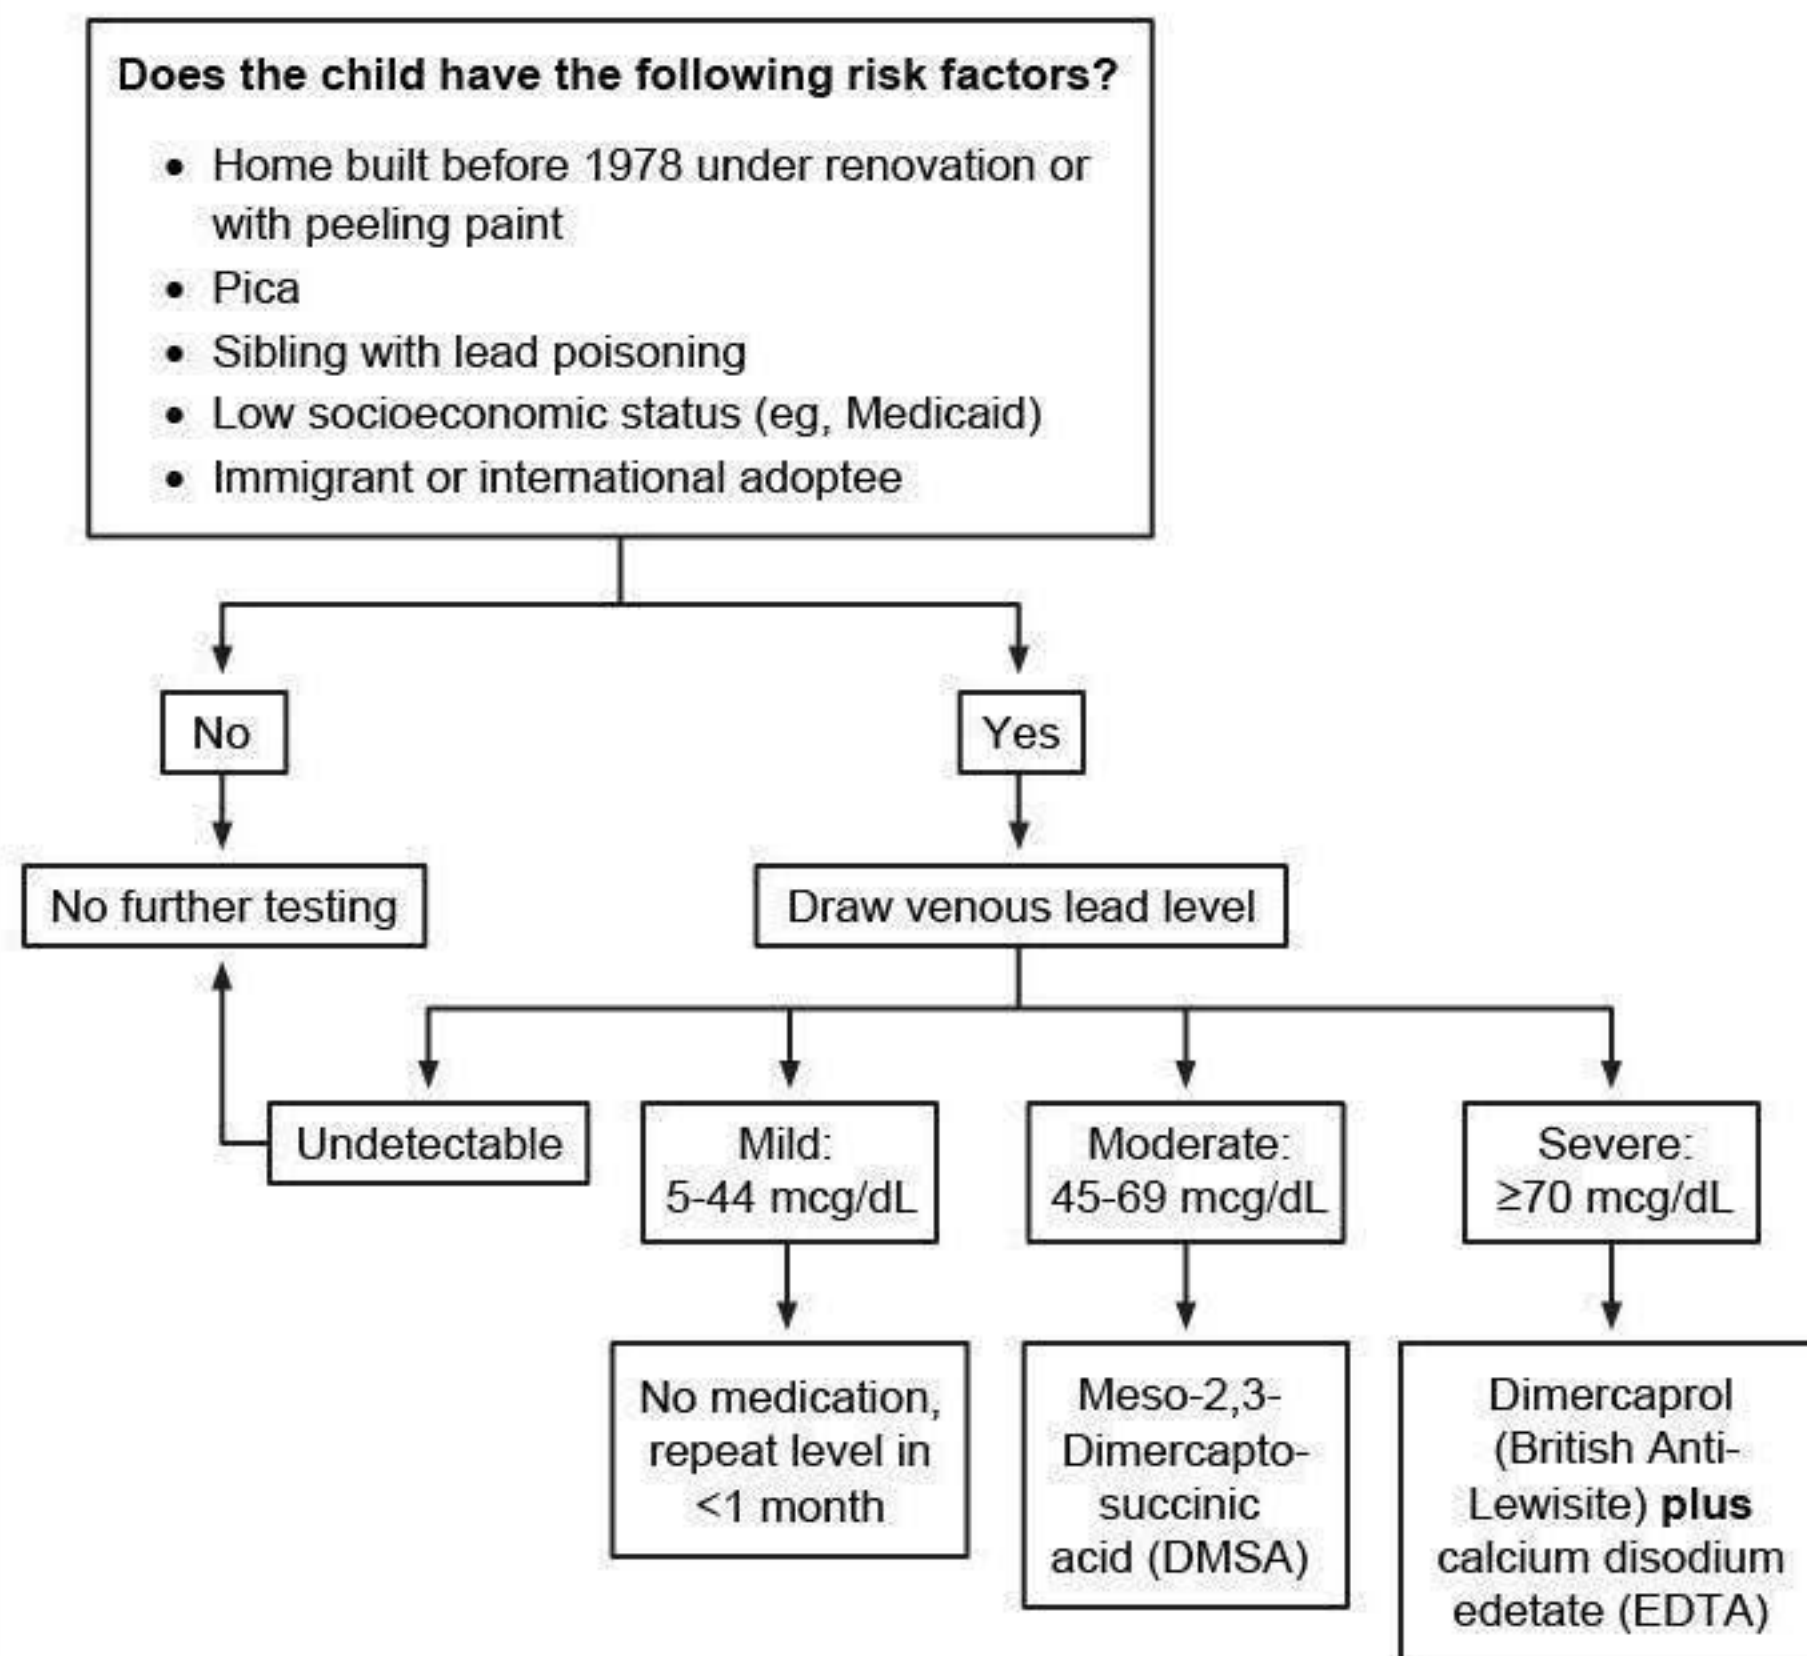 Does the child have the following risk factors?
• Home built before 1978 under renovation or
with peeling paint
• Pica
• Sibling with lead poisoning
• Low socioeconomic status (eg, Medicaid)
• Immigrant or international adoptee
No
Yes
No further testing
Draw venous lead level
Undetectable
Mild:
5-44 mcg/dL
Moderate:
45-69 mcg/dL
Severe:
≥70 mcg/dL
No medication,
repeat level in
<1 month
Meso-2,3-
Dimercapto-
succinic
acid (DMSA)
Dimercaprol
(British Anti-
Lewisite) plus
calcium disodium
edetate (EDTA)